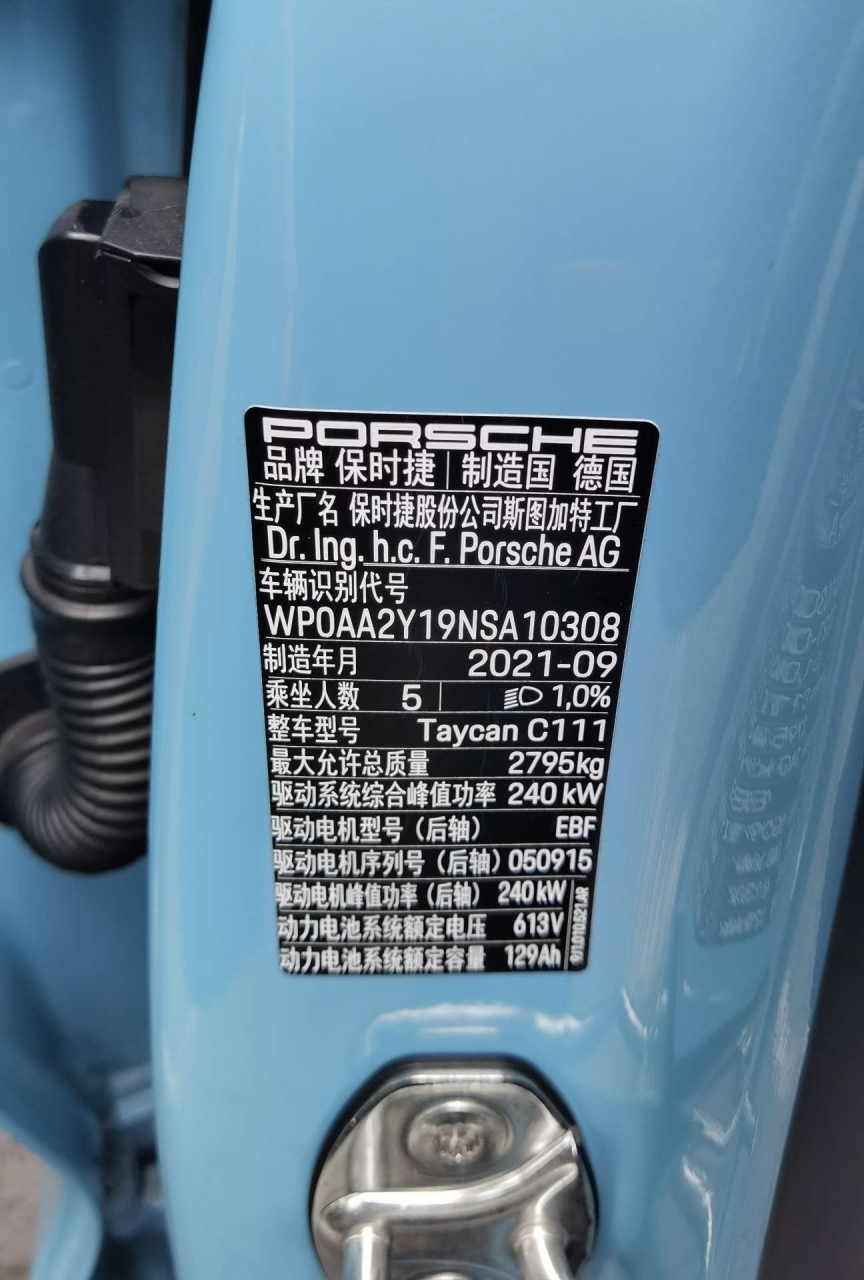 PORSCHE
品牌 保时捷 制造国 德国
生产厂名 保时捷股份公司斯图加特工厂
Dr. Ing. h.c. F. Porsche AG
车辆识别代号
WP0AA2Y19NSA10308
制造年月 2021-09
乘坐人数 5 1,0%
整车型号 Taycan C111
最大允许总质量 2795kg
驱动系统综合峰值功率 240 kW
驱动电机型号（后轴） EBF
驱动电机序列号（后轴）050915
驱动电机峰值功率（后轴） 240 kW
动力电池系统额定电压 613V
动力电池系统额定容量 129Ah
9J1.010.621.AR